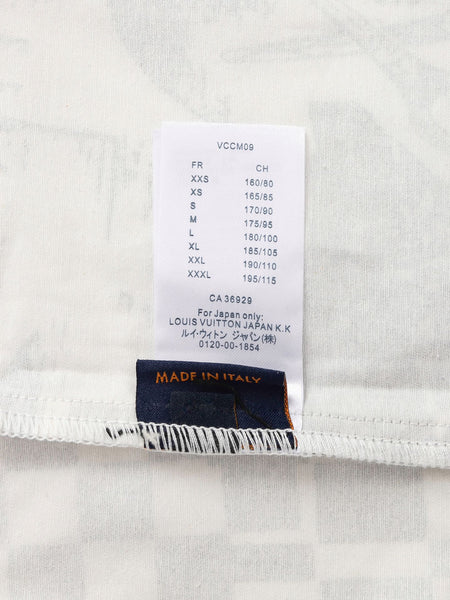 VCCM09
FR CH
XXS 160/80
XS 165/85
S 170/90
M 175/95
L 180/100
XL 185/105
XXL 190/110
XXXL 195/115
CA 36929
For Japan only:
LOUIS VUITTON JAPAN K.K
ルイ・ヴィトン ジャパン(株)
0120-00-1854
MADE IN ITALY